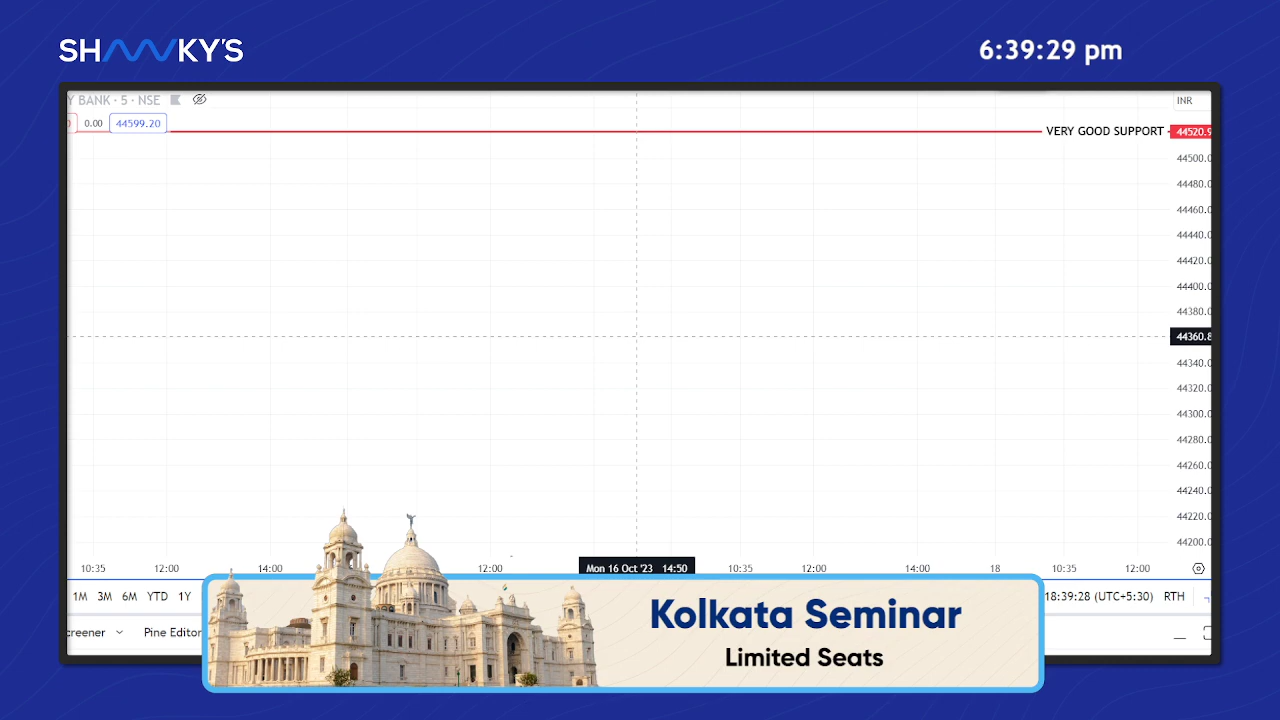 SHAAKY'S
6:39:29 pm
Y BANK · 5 · NSE
INR
0.00
44599.20
VERY GOOD SUPPORT
44520.9
44500.0
44480.0
44460.0
44440.0
44420.0
44400.0
44380.0
44360.8
44340.0
44320.0
44300.0
44280.0
44260.0
44240.0
44220.0
44200.0
10:35
12:00
14:00
12:00
Mon 16 Oct '23 14:50
10:35
12:00
14:00
18
10:35
12:00
1M 3M 6M YTD 1Y
18:39:28 (UTC+5:30) RTH
creener
Pine Editor
Kolkata Seminar
Limited Seats